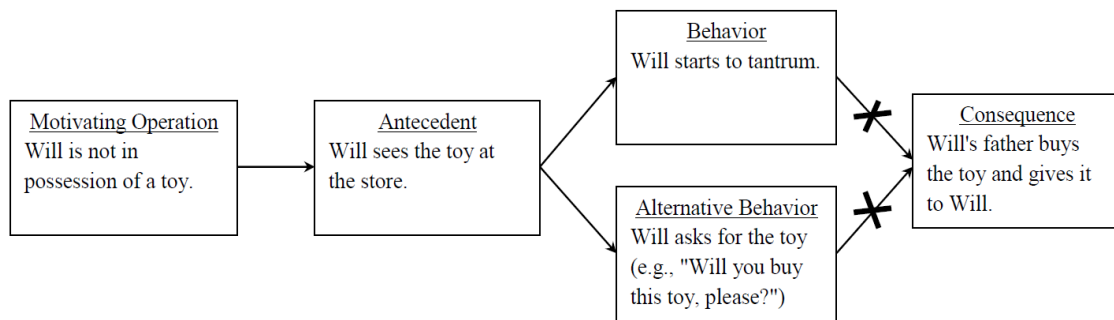 Motivating Operation
Will is not in
possession of a toy.
Antecedent
Will sees the toy at
the store.
Behavior
Will starts to tantrum.
Alternative Behavior
Will asks for the toy
(e.g., "Will you buy
this toy, please?")
Consequence
Will's father buys
the toy and gives it
to Will.